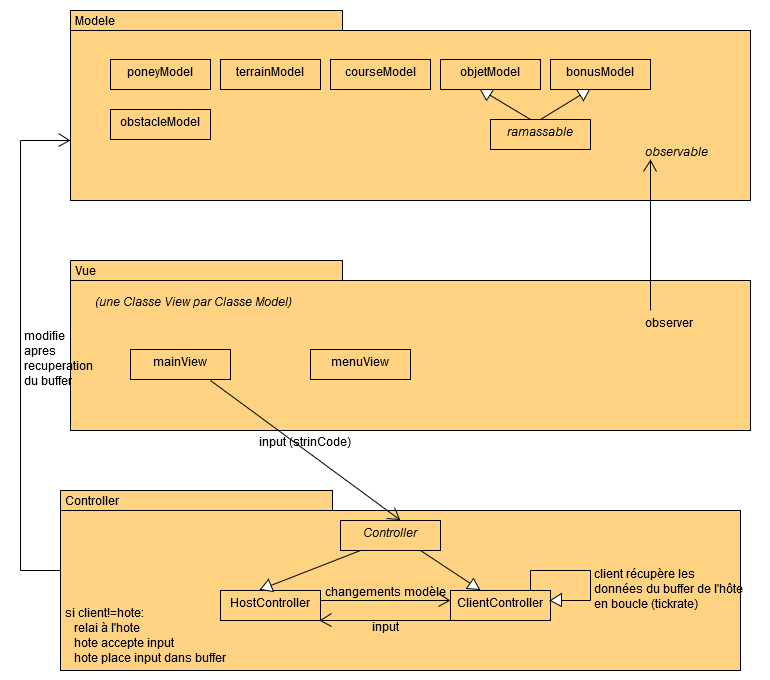 Modele
poneyModel
terrainModel
courseModel
objetModel
bonusModel
obstacleModel
ramassable
observable
Vue
(une Classe View par Classe Model)
observer
modifie
apres
recuperation
du buffer
mainView
menuView
input (strinCode)
Controller
Controller
HostController
changements modèle
ClientController
input
client récupère les
données du buffer de l'hôte
en boucle (tickrate)
si client!=hote:
relai à l'hote
hote accepte input
hote place input dans buffer